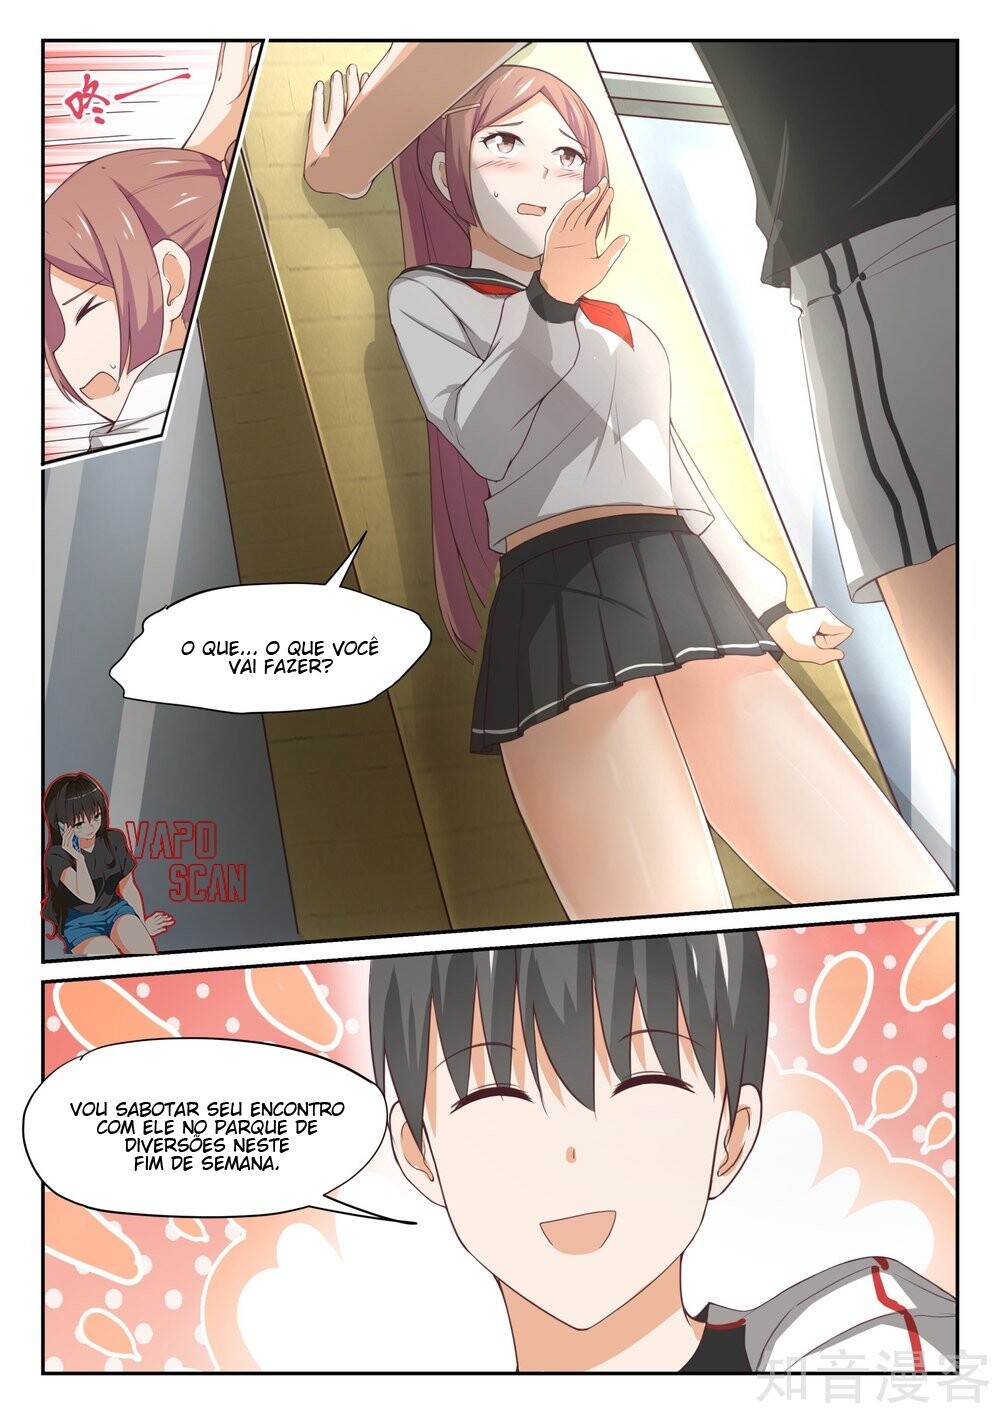 咚
O QUE... O QUE VOCÊ
VAI FAZER?
VAPO
SCAN
VOU SABOTAR SEU ENCONTRO
COM ELE NO PARQUE DE
DIVERSÕES NESTE
FIM DE SEMANA.
知音漫客